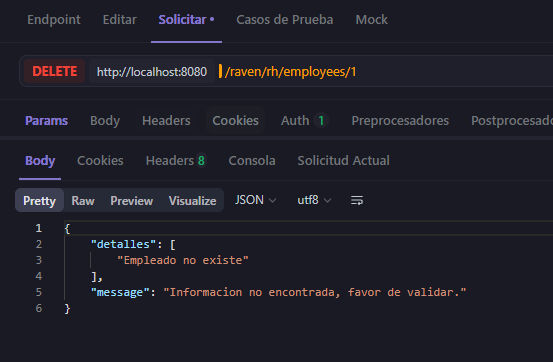 Endpoint Editar Solicitar • Casos de Prueba Mock
DELETE http://localhost:8080 /raven/rh/employees/1
Params Body Headers Cookies Auth 1 Preprocesadores Postprocesado
Body Cookies Headers 8 Consola Solicitud Actual
Pretty Raw Preview Visualize JSON utf8
1 {
2 "detalles": [
3 "Empleado no existe"
4 ],
5 "message": "Informacion no encontrada, favor de validar."
6 }